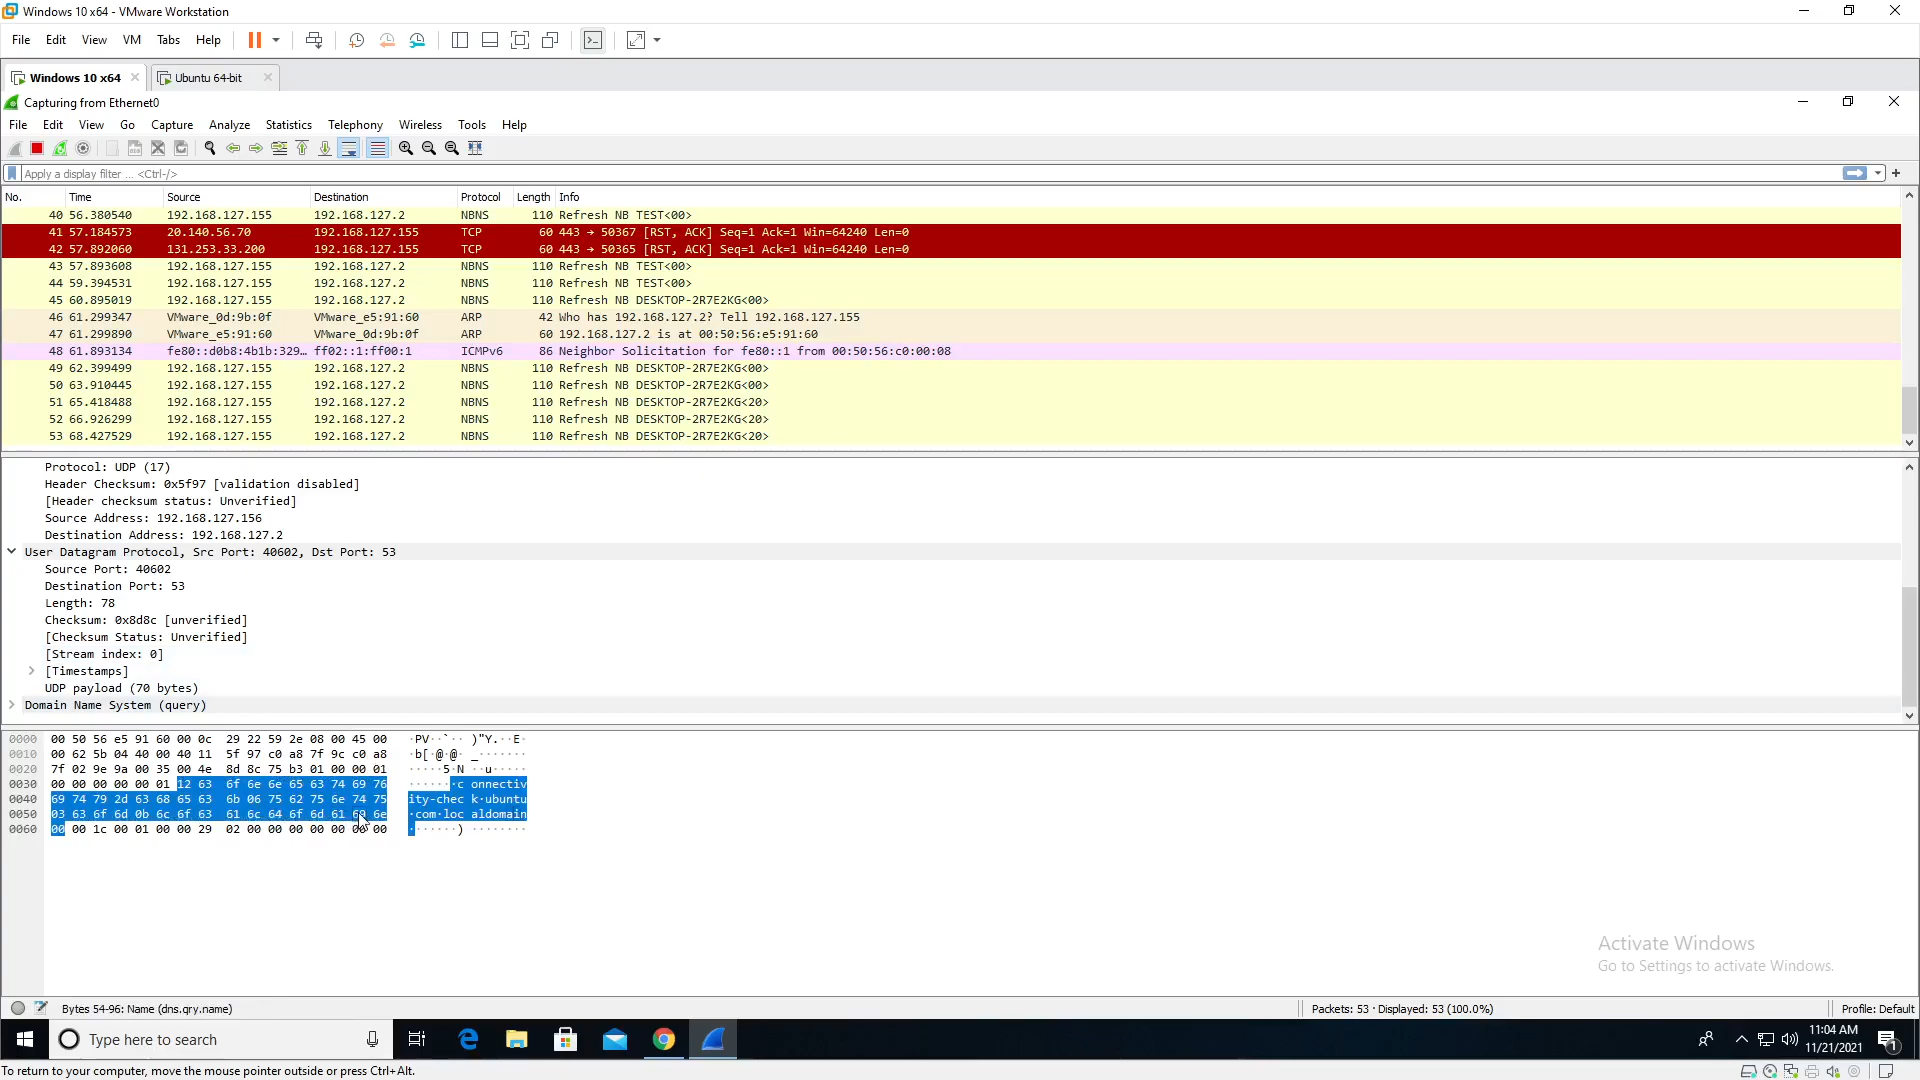 Windows 10 x64 - VMware Workstation
File Edit View VM Tabs Help
Windows 10 x64 Ubuntu 64-bit
Capturing from Ethernet0
File Edit View Go Capture Analyze Statistics Telephony Wireless Tools Help
Apply a display filter ... <Ctrl-/>
No. Time Source Destination Protocol Length Info
40 56.380540 192.168.127.155 192.168.127.2 NBNS 110 Refresh NB TEST<00>
41 57.184573 20.140.56.70 192.168.127.155 TCP 60 443 → 50367 [RST, ACK] Seq=1 Ack=1 Win=64240 Len=0
42 57.892060 131.253.33.200 192.168.127.155 TCP 60 443 → 50365 [RST, ACK] Seq=1 Ack=1 Win=64240 Len=0
43 57.893608 192.168.127.155 192.168.127.2 NBNS 110 Refresh NB TEST<00>
44 59.394531 192.168.127.155 192.168.127.2 NBNS 110 Refresh NB TEST<00>
45 60.895019 192.168.127.155 192.168.127.2 NBNS 110 Refresh NB DESKTOP-2R7E2KG<00>
46 61.299347 VMware_0d:9b:0f VMware_e5:91:60 ARP 42 Who has 192.168.127.2? Tell 192.168.127.155
47 61.299890 VMware_e5:91:60 VMware_0d:9b:0f ARP 60 192.168.127.2 is at 00:50:56:e5:91:60
48 61.893134 fe80::d0b8:4b1b:329… ff02::1:ff00:1 ICMPv6 86 Neighbor Solicitation for fe80::1 from 00:50:56:c0:00:08
49 62.399499 192.168.127.155 192.168.127.2 NBNS 110 Refresh NB DESKTOP-2R7E2KG<00>
50 63.910445 192.168.127.155 192.168.127.2 NBNS 110 Refresh NB DESKTOP-2R7E2KG<00>
51 65.418488 192.168.127.155 192.168.127.2 NBNS 110 Refresh NB DESKTOP-2R7E2KG<20>
52 66.926299 192.168.127.155 192.168.127.2 NBNS 110 Refresh NB DESKTOP-2R7E2KG<20>
53 68.427529 192.168.127.155 192.168.127.2 NBNS 110 Refresh NB DESKTOP-2R7E2KG<20>
Protocol: UDP (17)
Header Checksum: 0x5f97 [validation disabled]
[Header checksum status: Unverified]
Source Address: 192.168.127.156
Destination Address: 192.168.127.2
User Datagram Protocol, Src Port: 40602, Dst Port: 53
Source Port: 40602
Destination Port: 53
Length: 78
Checksum: 0x8d8c [unverified]
[Checksum Status: Unverified]
[Stream index: 0]
[Timestamps]
UDP payload (70 bytes)
Domain Name System (query)
0000 00 50 56 e5 91 60 00 0c 29 22 59 2e 08 00 45 00 ·PV··`·· )"Y.··E·
0010 00 62 5b 04 40 00 40 11 5f 97 c0 a8 7f 9c c0 a8 ·b[·@·@· _·······
0020 7f 02 9e 9a 00 35 00 4e 8d 8c 75 b3 01 00 00 01 ·····5·N ··u·····
0030 00 00 00 00 00 01 12 63 6f 6e 6e 65 63 74 69 76 ·······c onnectiv
0040 69 74 79 2d 63 68 65 63 6b 06 75 62 75 6e 74 75 ity-chec k·ubuntu
0050 03 63 6f 6d 0b 6c 6f 63 61 6c 64 6f 6d 61 69 6e ·com·loc aldomain
0060 00 00 1c 00 01 00 00 29 02 00 00 00 00 00 00 00 ·······) ········
Activate Windows
Go to Settings to activate Windows.
Bytes 54-96: Name (dns.qry.name) Packets: 53 · Displayed: 53 (100.0%) Profile: Default
Type here to search 11:04 AM
11/21/2021 1
To return to your computer, move the mouse pointer outside or press Ctrl+Alt.